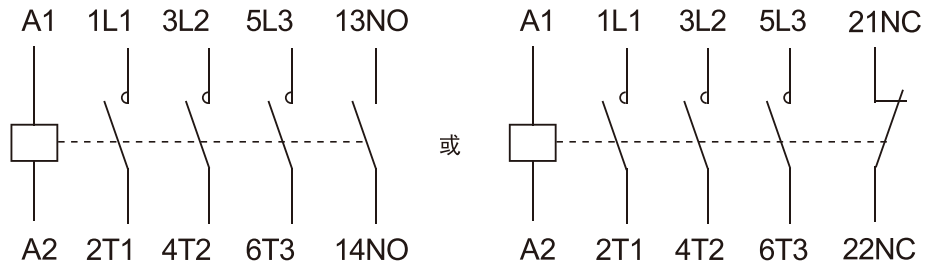 A1 1L1 3L2 5L3 13NO A1 1L1 3L2 5L3 21NC
或
A2 2T1 4T2 6T3 14NO A2 2T1 4T2 6T3 22NC